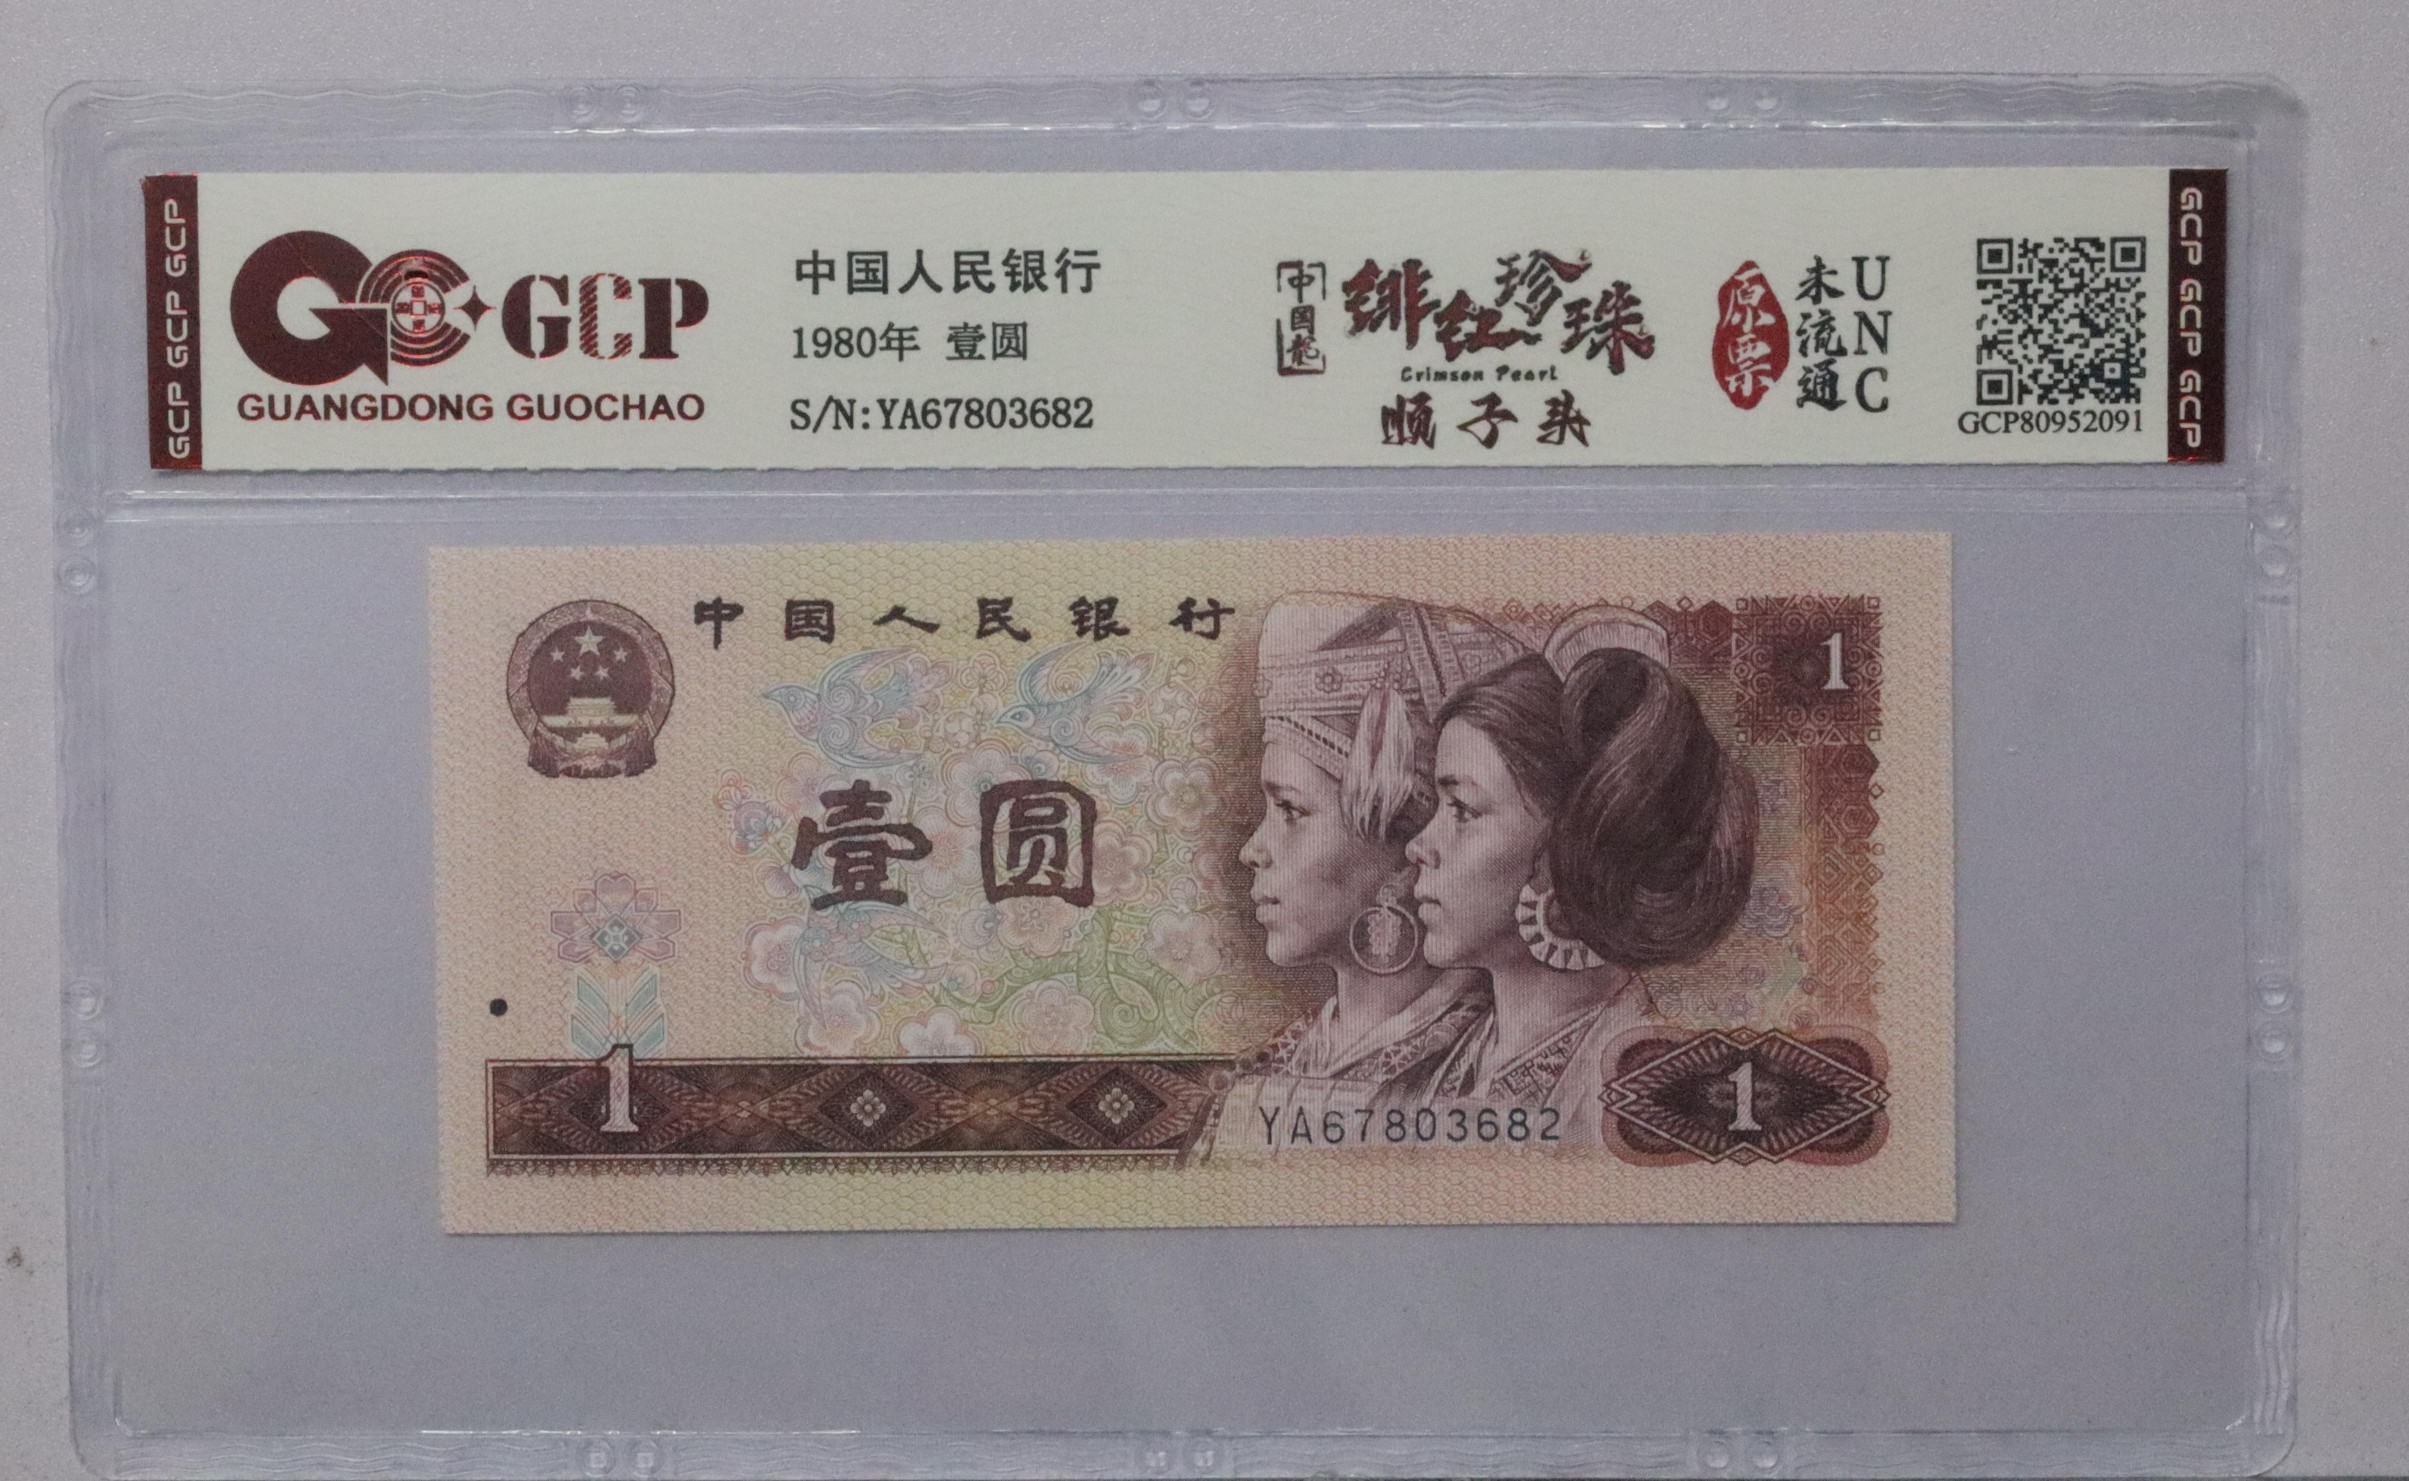 GCP GCP GCP
GCP
GUANGDONG GUOCHAO
中国人民银行
1980年 壹圆
S/N:YA67803682
中国龙
绯红珍珠
Crimson Pearl
顺子头
原票
未流通
UNC
GCP80952091
GCP GCP GCP
中国人民银行
1
壹圆
1
1
YA67803682